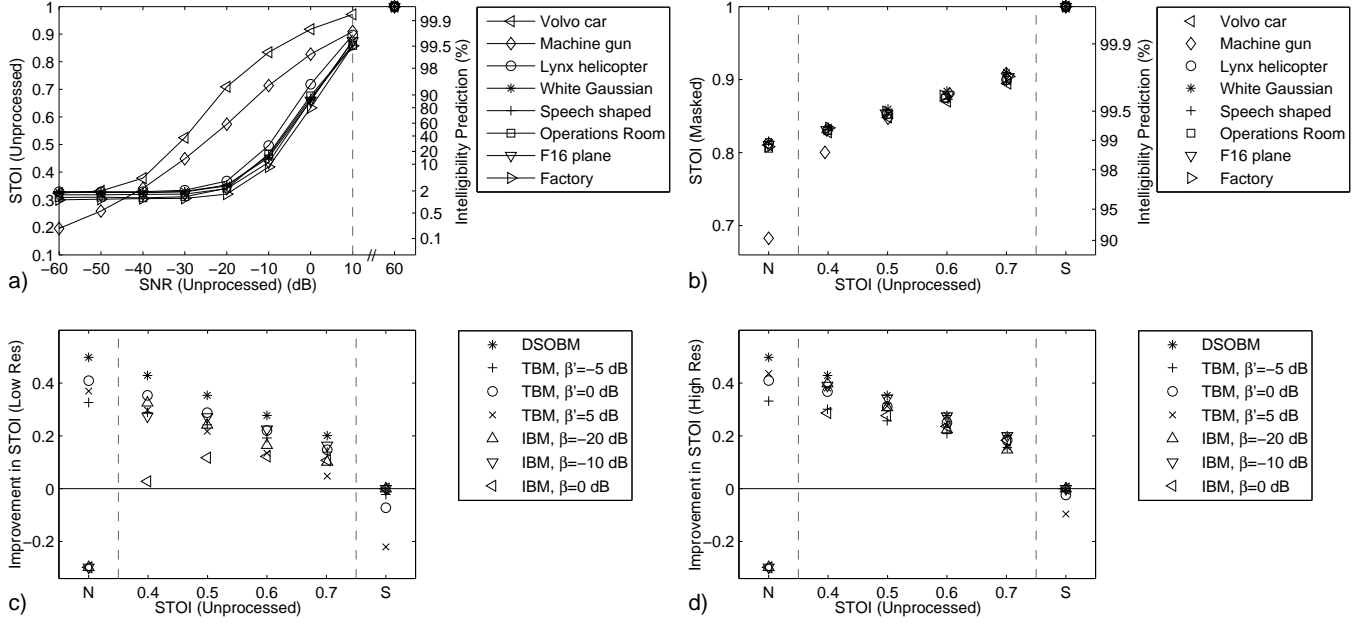 1
0.9
0.8
0.7
0.6
0.5
0.4
0.3
0.2
0.1
STOI (Unprocessed)
−60 −50 −40 −30 −20 −10 0 10 // 60
SNR (Unprocessed) (dB)
99.9
99.5
98
90
80
60
40
20
10
2
0.5
0.1
Intelligibility Prediction (%)
Volvo car
Machine gun
Lynx helicopter
White Gaussian
Speech shaped
Operations Room
F16 plane
Factory
a)
1
0.9
0.8
0.7
STOI (Masked)
N 0.4 0.5 0.6 0.7 S
STOI (Unprocessed)
99.9
99.5
99
98
95
90
Intelligibility Prediction (%)
Volvo car
Machine gun
Lynx helicopter
White Gaussian
Speech shaped
Operations Room
F16 plane
Factory
b)
0.4
0.2
0
−0.2
Improvement in STOI (Low Res)
N 0.4 0.5 0.6 0.7 S
STOI (Unprocessed)
DSOBM
TBM, β'=−5 dB
TBM, β'=0 dB
TBM, β'=5 dB
IBM, β=−20 dB
IBM, β=−10 dB
IBM, β=0 dB
c)
0.4
0.2
0
−0.2
Improvement in STOI (High Res)
N 0.4 0.5 0.6 0.7 S
STOI (Unprocessed)
DSOBM
TBM, β'=−5 dB
TBM, β'=0 dB
TBM, β'=5 dB
IBM, β=−20 dB
IBM, β=−10 dB
IBM, β=0 dB
d)